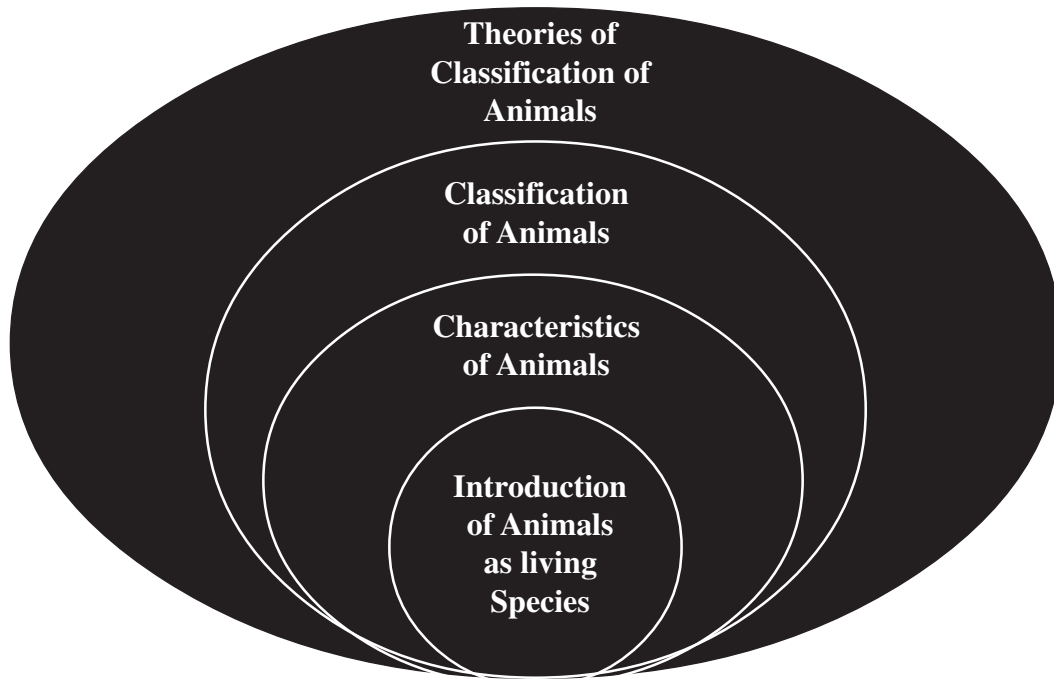 Theories of
Classification of
Animals
Classification
of Animals
Characteristics
of Animals
Introduction
of Animals
as living
Species